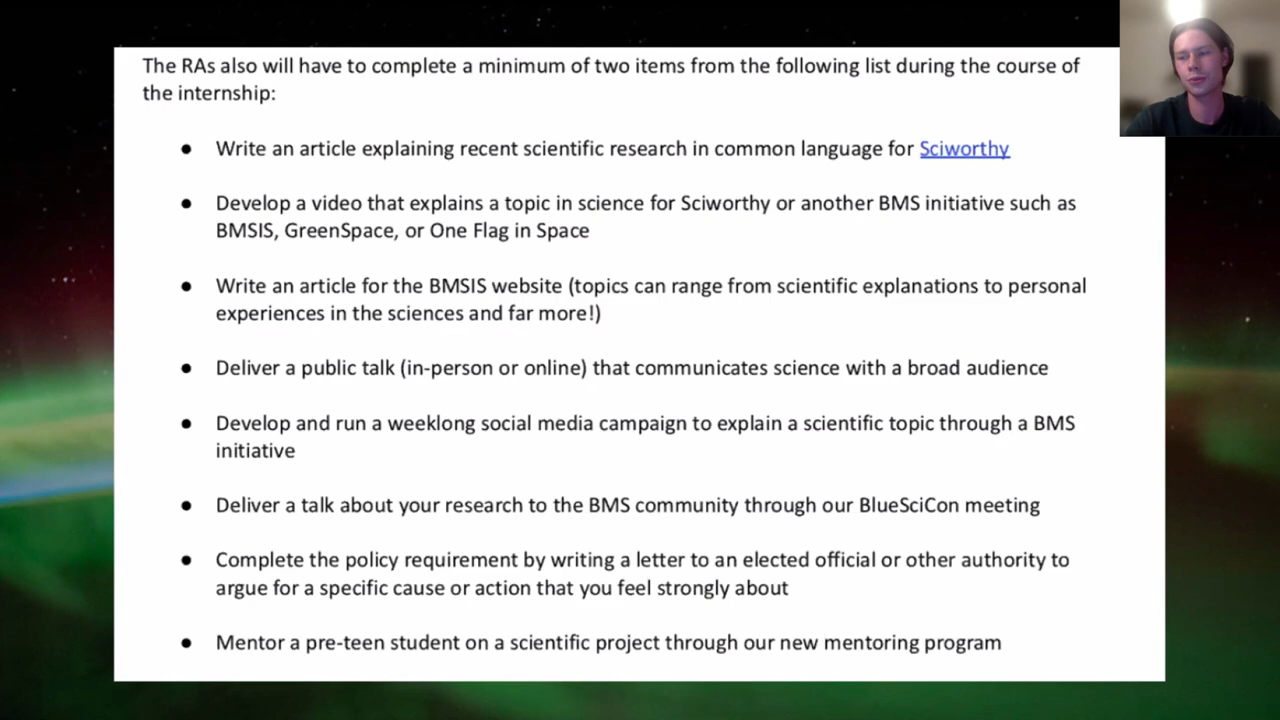 The RAs also will have to complete a minimum of two items from the following list during the course of
the internship:
● Write an article explaining recent scientific research in common language for Sciworthy
● Develop a video that explains a topic in science for Sciworthy or another BMS initiative such as
BMSIS, GreenSpace, or One Flag in Space
● Write an article for the BMSIS website (topics can range from scientific explanations to personal
experiences in the sciences and far more!)
● Deliver a public talk (in-person or online) that communicates science with a broad audience
● Develop and run a weeklong social media campaign to explain a scientific topic through a BMS
initiative
● Deliver a talk about your research to the BMS community through our BlueSciCon meeting
● Complete the policy requirement by writing a letter to an elected official or other authority to
argue for a specific cause or action that you feel strongly about
● Mentor a pre-teen student on a scientific project through our new mentoring program